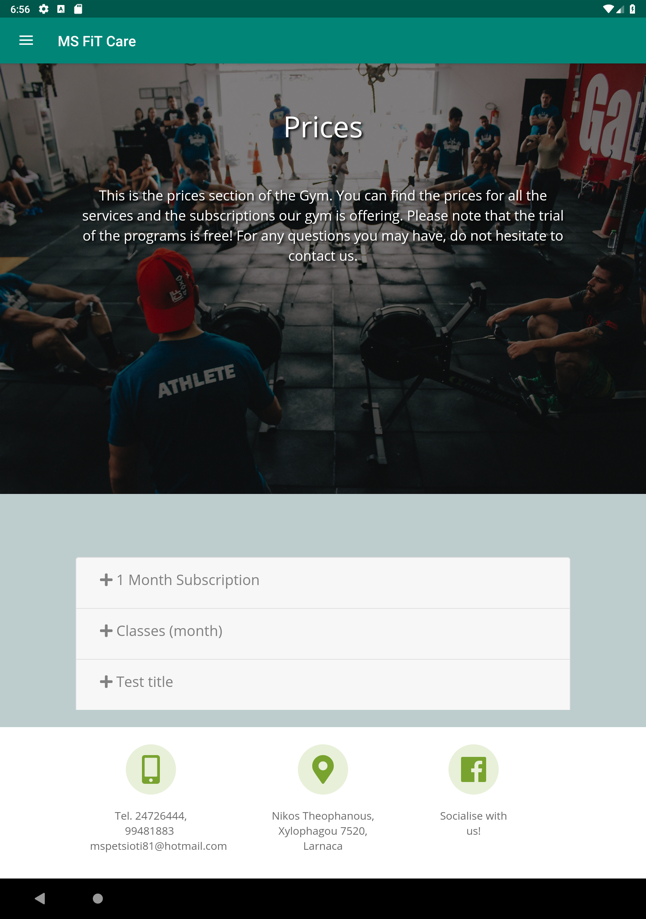 6:56
MS FiT Care
Prices
This is the prices section of the Gym. You can find the prices for all the
services and the subscriptions our gym is offering. Please note that the trial
of the programs is free! For any questions you may have, do not hesitate to
contact us.
ATHLETE
1 Month Subscription
Classes (month)
Test title
Tel. 24726444,
99481883
mspetsioti81@hotmail.com
Nikos Theophanous,
Xylophagou 7520,
Larnaca
Socialise with
us!